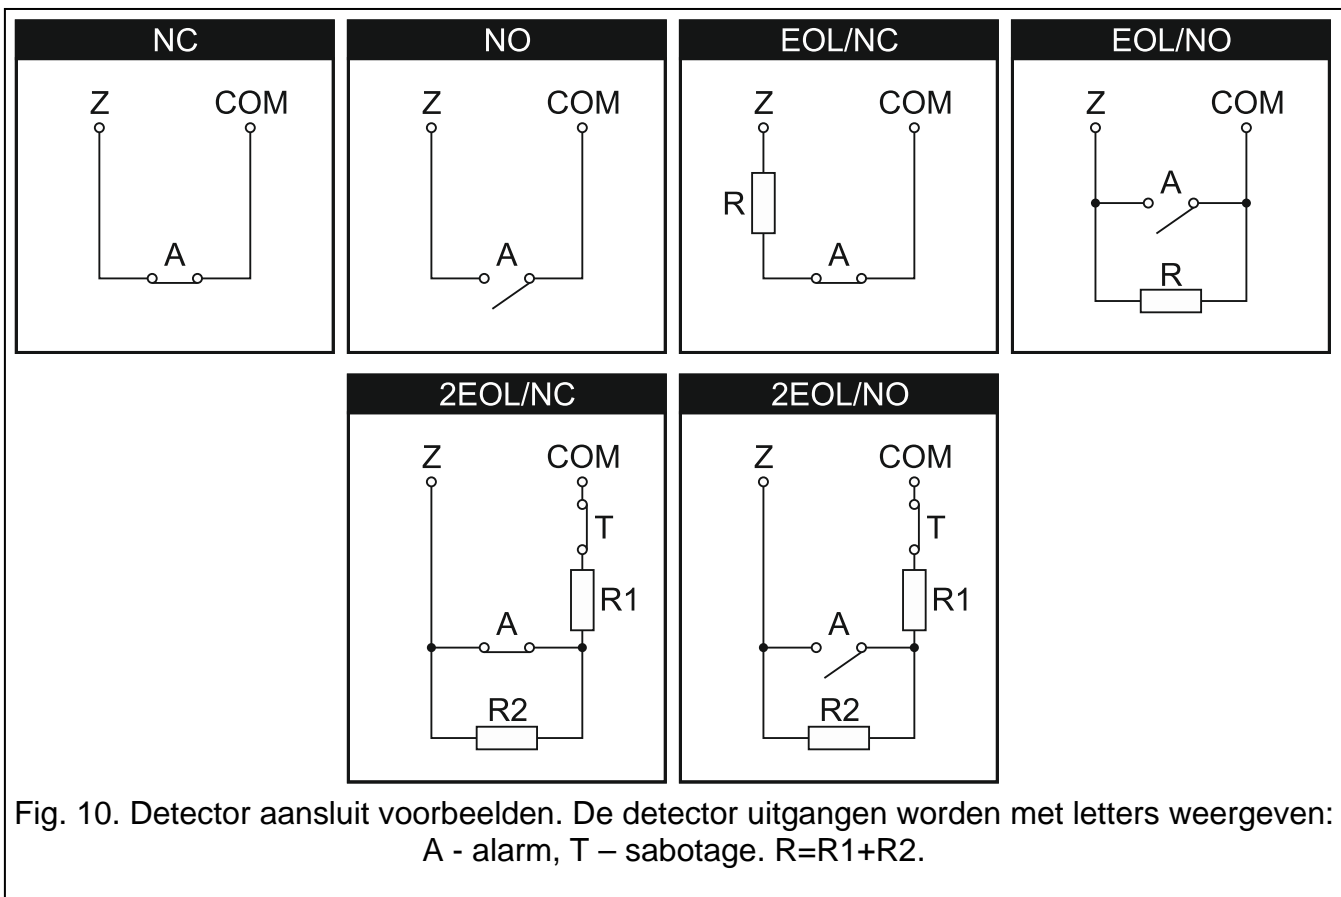 NC
Z COM
A
NO
Z COM
A
EOL/NC
Z COM
R
A
EOL/NO
Z COM
A
R
2EOL/NC
Z COM
T
R1
A
R2
2EOL/NO
Z COM
T
R1
A
R2
Fig. 10. Detector aansluit voorbeelden. De detector uitgangen worden met letters weergeven:
A - alarm, T – sabotage. R=R1+R2.